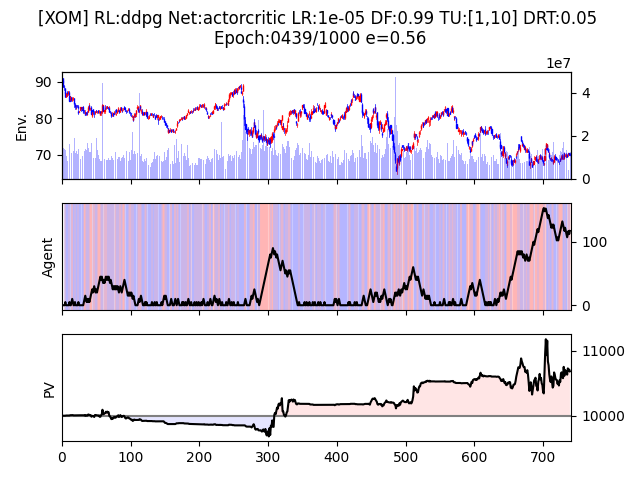 [XOM] RL:ddpg Net:actorcritic LR:1e-05 DF:0.99 TU:[1,10] DRT:0.05
Epoch:0439/1000 e=0.56
1e7
90
80
70
Env.
4
2
0
Agent
100
0
PV
11000
10000
0 100 200 300 400 500 600 700